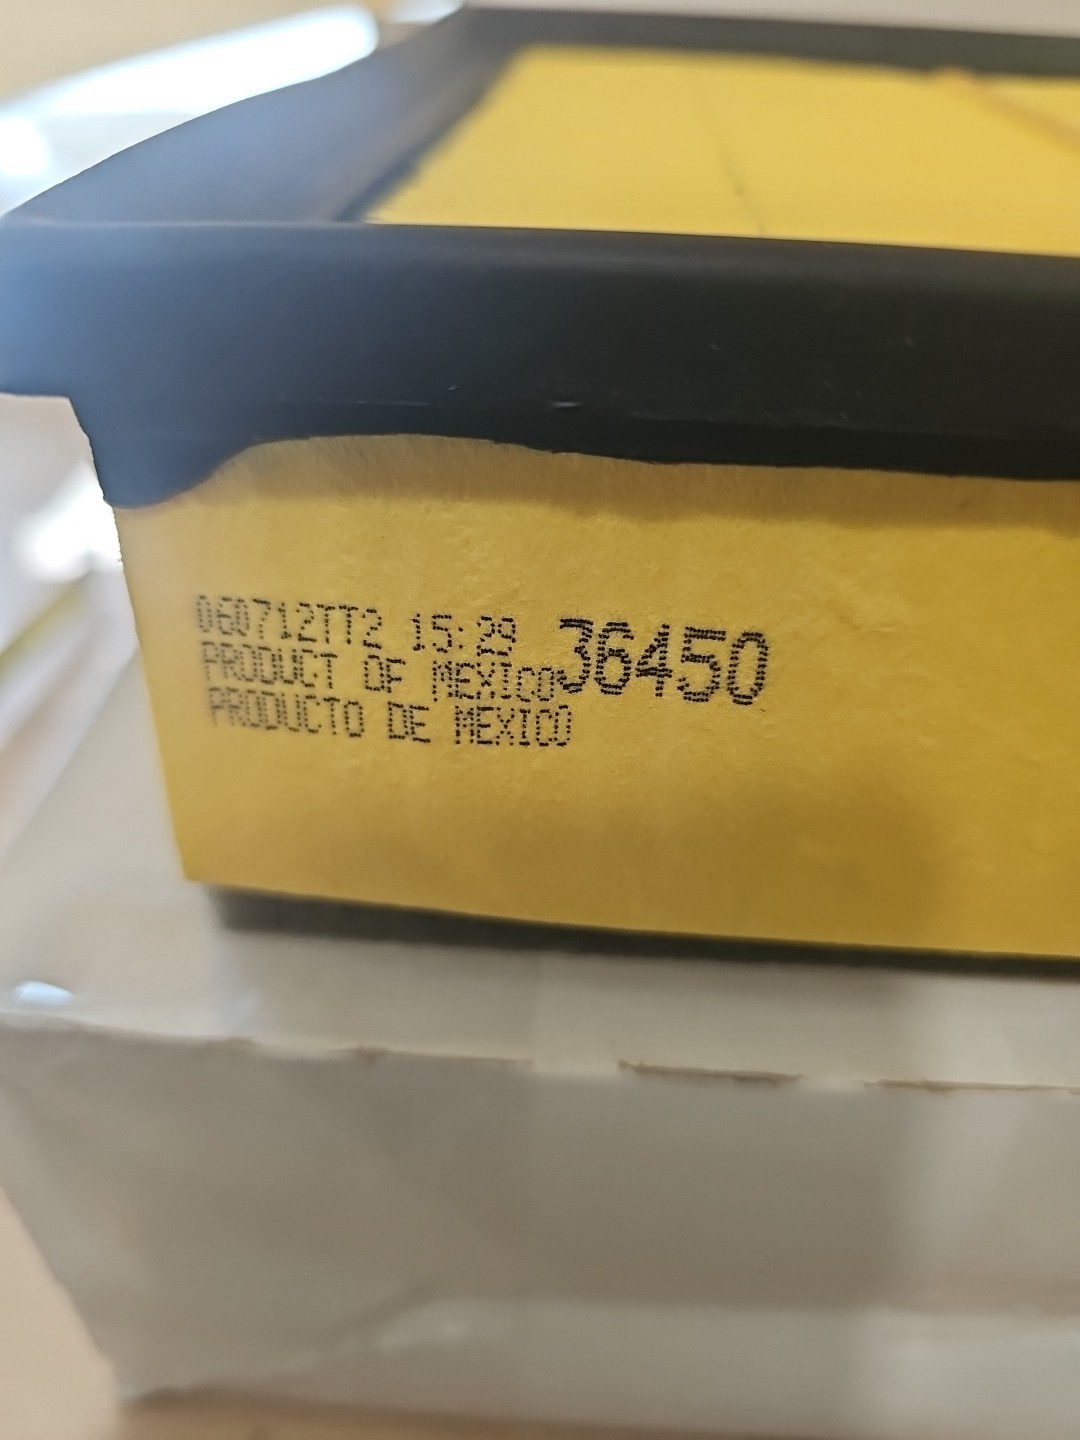 060712TT2 15:29
PRODUCT OF MEXICO 36450
PRODUCTO DE MEXICO